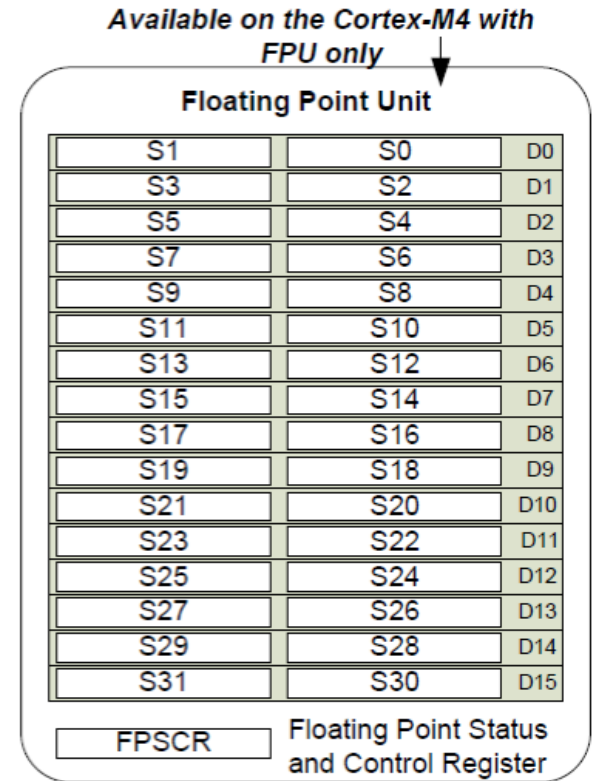 Available on the Cortex-M4 with
FPU only
Floating Point Unit
S1 S0 D0
S3 S2 D1
S5 S4 D2
S7 S6 D3
S9 S8 D4
S11 S10 D5
S13 S12 D6
S15 S14 D7
S17 S16 D8
S19 S18 D9
S21 S20 D10
S23 S22 D11
S25 S24 D12
S27 S26 D13
S29 S28 D14
S31 S30 D15
FPSCR Floating Point Status
and Control Register